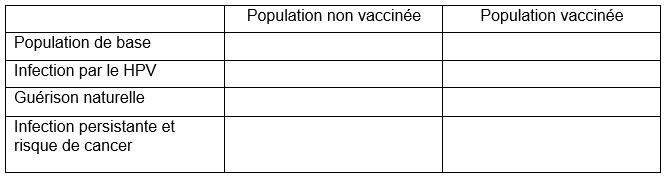 Population non vaccinée Population vaccinée
Population de base
Infection par le HPV
Guérison naturelle
Infection persistante et
risque de cancer